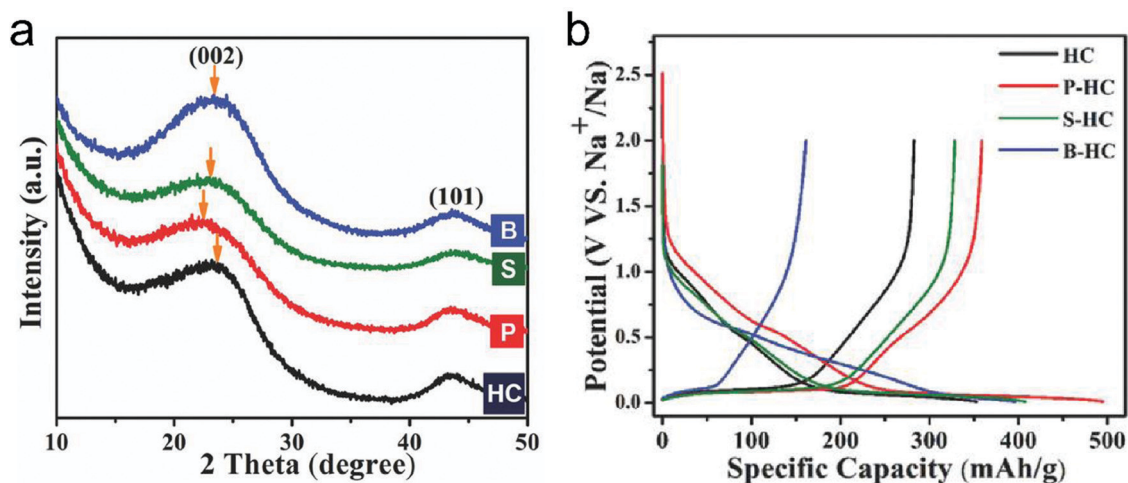 a
(002)
(101)
B
S
P
HC
Intensity (a.u.)
10 20 30 40 50
2 Theta (degree)
b
HC
P-HC
S-HC
B-HC
2.5
2.0
1.5
1.0
0.5
0.0
Potential (V VS. Na⁺/Na)
0 100 200 300 400 500
Specific Capacity (mAh/g)